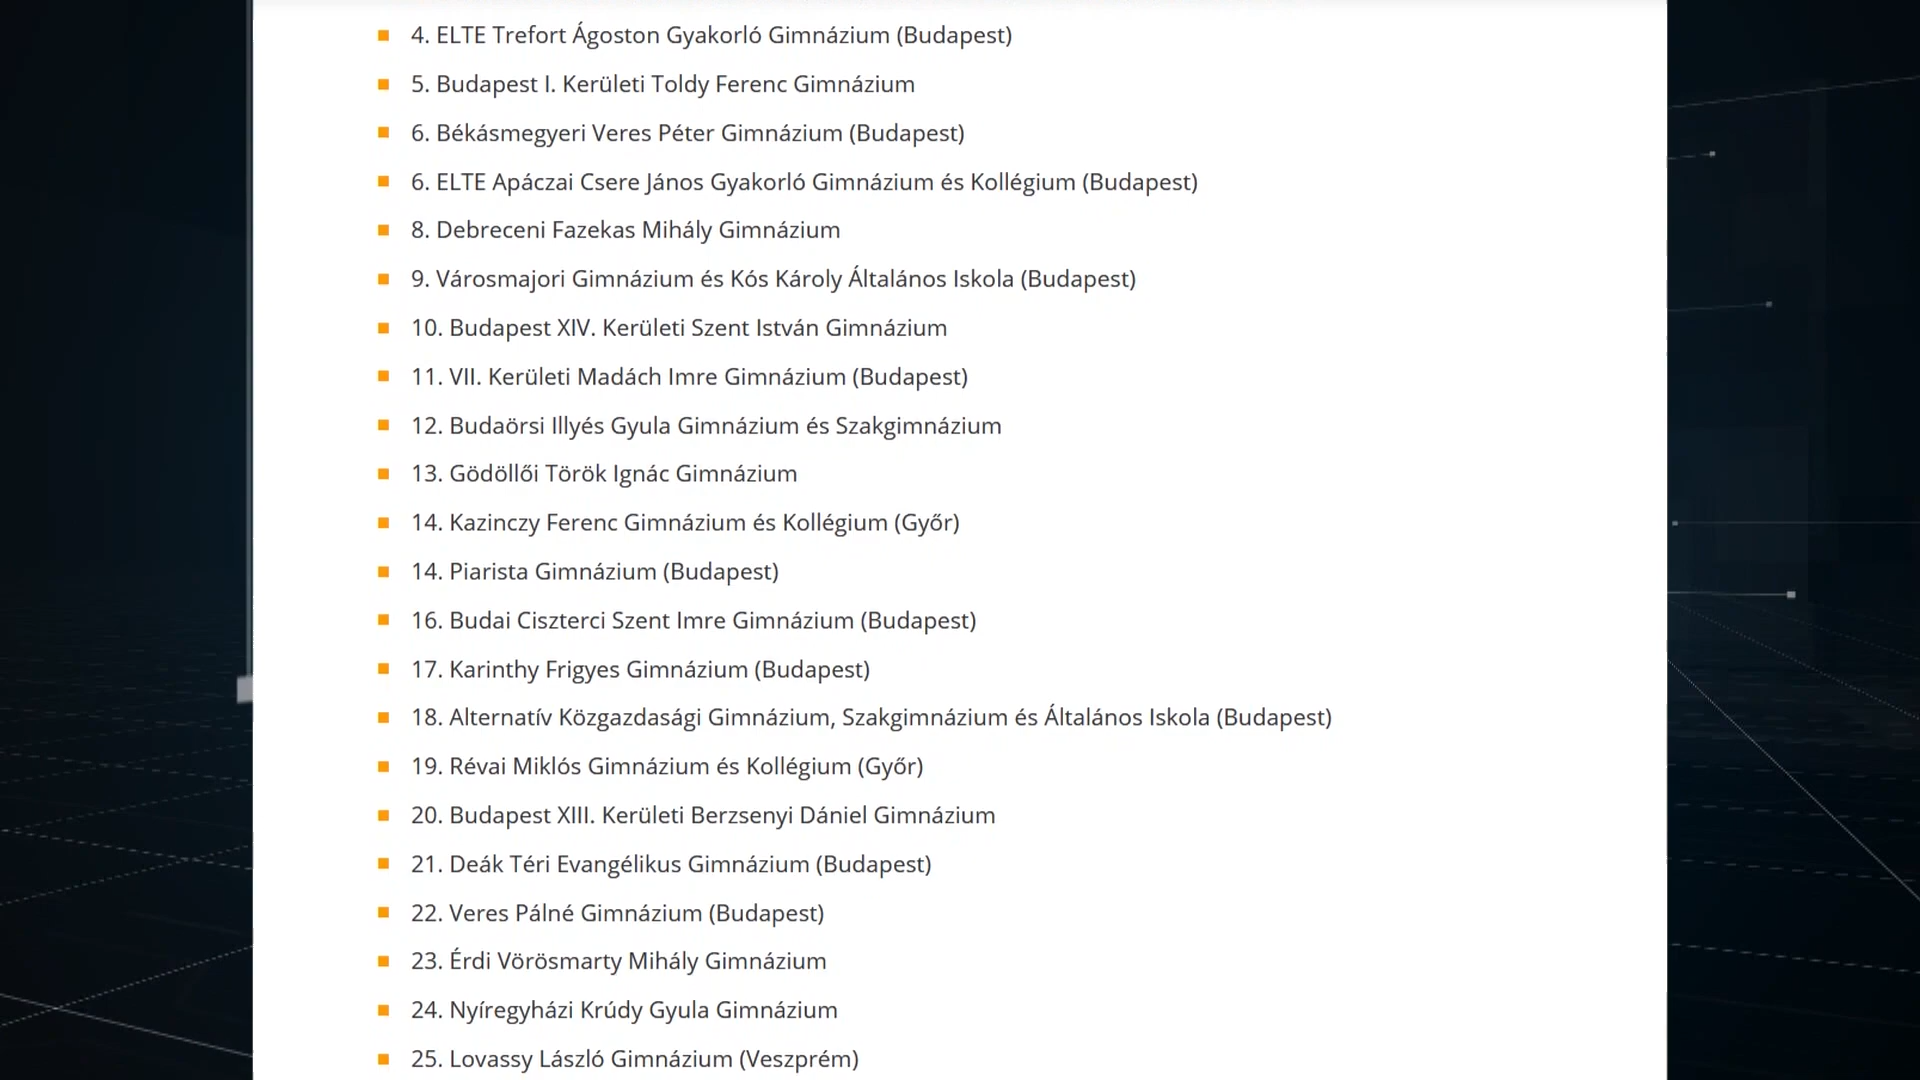 4. ELTE Trefort Ágoston Gyakorló Gimnázium (Budapest)
5. Budapest I. Kerületi Toldy Ferenc Gimnázium
6. Békásmegyeri Veres Péter Gimnázium (Budapest)
6. ELTE Apáczai Csere János Gyakorló Gimnázium és Kollégium (Budapest)
8. Debreceni Fazekas Mihály Gimnázium
9. Városmajori Gimnázium és Kós Károly Általános Iskola (Budapest)
10. Budapest XIV. Kerületi Szent István Gimnázium
11. VII. Kerületi Madách Imre Gimnázium (Budapest)
12. Budaörsi Illyés Gyula Gimnázium és Szakgimnázium
13. Gödöllői Török Ignác Gimnázium
14. Kazinczy Ferenc Gimnázium és Kollégium (Győr)
14. Piarista Gimnázium (Budapest)
16. Budai Ciszterci Szent Imre Gimnázium (Budapest)
17. Karinthy Frigyes Gimnázium (Budapest)
18. Alternatív Közgazdasági Gimnázium, Szakgimnázium és Általános Iskola (Budapest)
19. Révai Miklós Gimnázium és Kollégium (Győr)
20. Budapest XIII. Kerületi Berzsenyi Dániel Gimnázium
21. Deák Téri Evangélikus Gimnázium (Budapest)
22. Veres Pálné Gimnázium (Budapest)
23. Érdi Vörösmarty Mihály Gimnázium
24. Nyíregyházi Krúdy Gyula Gimnázium
25. Lovassy László Gimnázium (Veszprém)